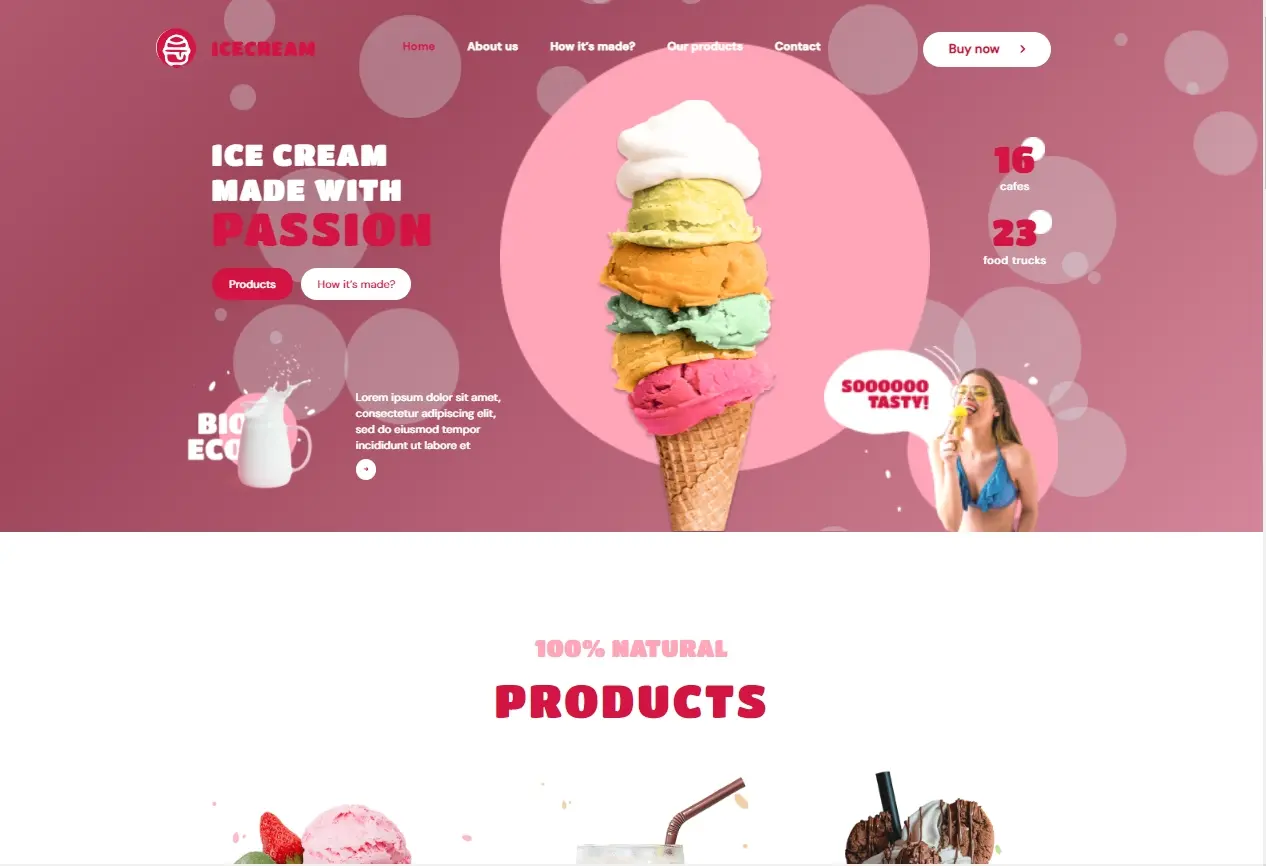 ICECREAM
Home
About us
How it's made?
Our products
Contact
Buy now
ICE CREAM
MADE WITH
PASSION
Products
How it's made?
16
cafes
23
food trucks
BIO
ECO
Lorem ipsum dolor sit amet,
consectetur adipiscing elit,
sed do eiusmod tempor
incididunt ut labore et
SOOOOOO
TASTY!
100% NATURAL
PRODUCTS